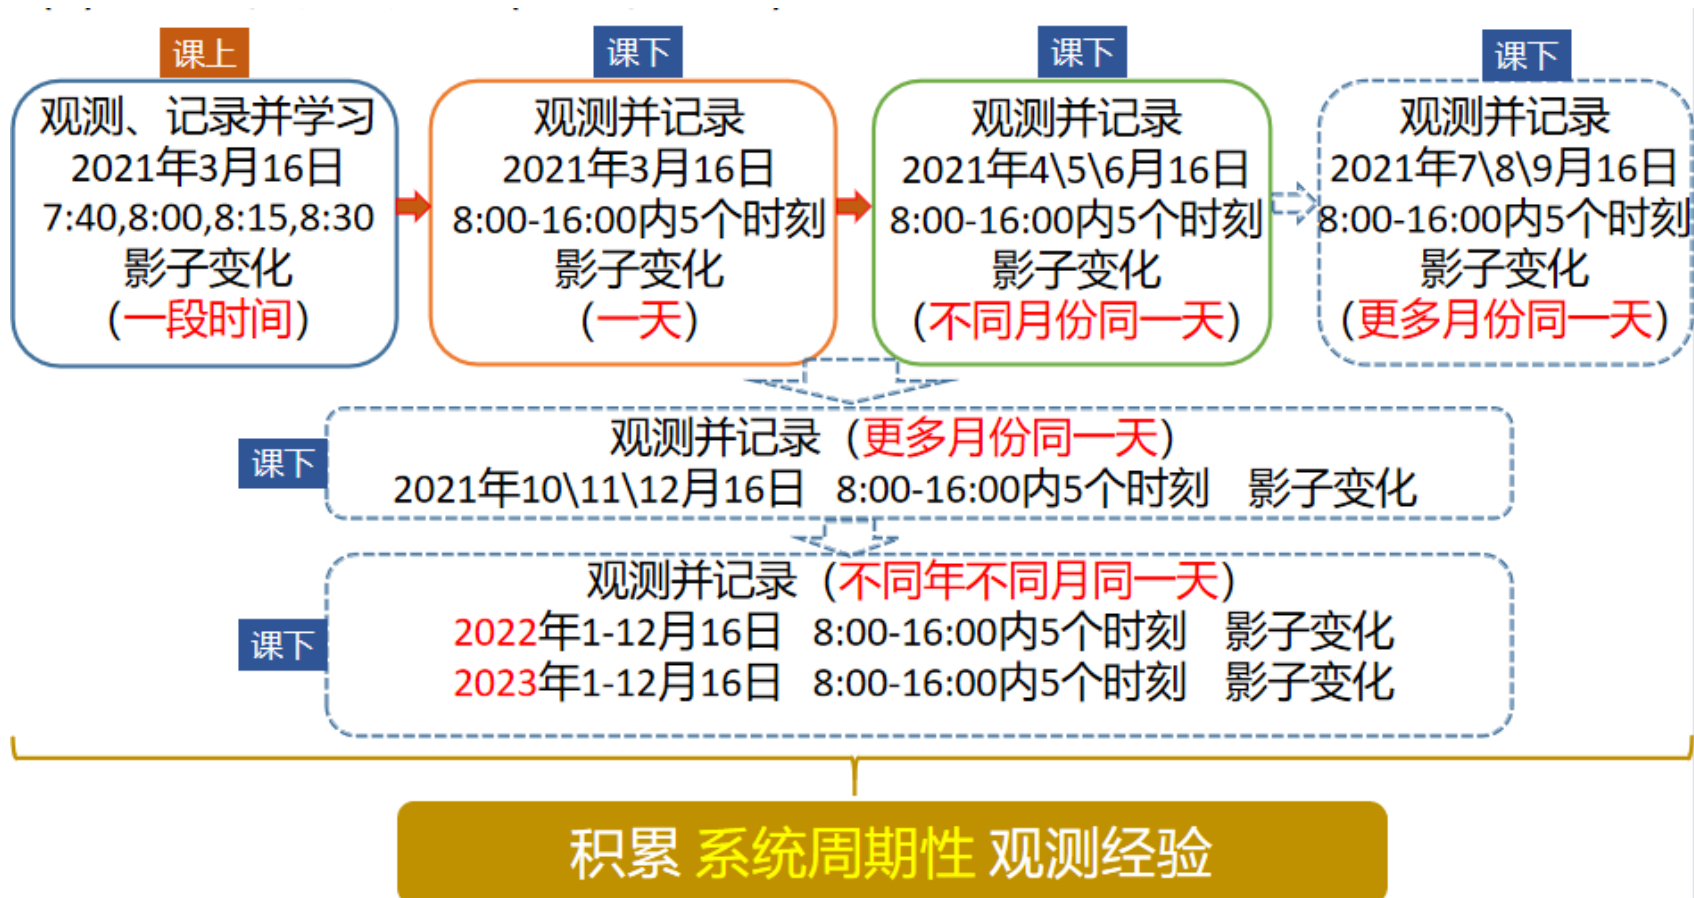 课上
观测、记录并学习
2021年3月16日
7:40,8:00,8:15,8:30
影子变化
（一段时间）
课下
观测并记录
2021年3月16日
8:00-16:00内5个时刻
影子变化
（一天）
课下
观测并记录
2021年4\5\6月16日
8:00-16:00内5个时刻
影子变化
（不同月份同一天）
课下
观测并记录
2021年7\8\9月16日
8:00-16:00内5个时刻
影子变化
（更多月份同一天）
课下
观测并记录（更多月份同一天）
2021年10\11\12月16日 8:00-16:00内5个时刻 影子变化
课下
观测并记录（不同年不同月同一天）
2022年1-12月16日 8:00-16:00内5个时刻 影子变化
2023年1-12月16日 8:00-16:00内5个时刻 影子变化
积累 系统周期性 观测经验